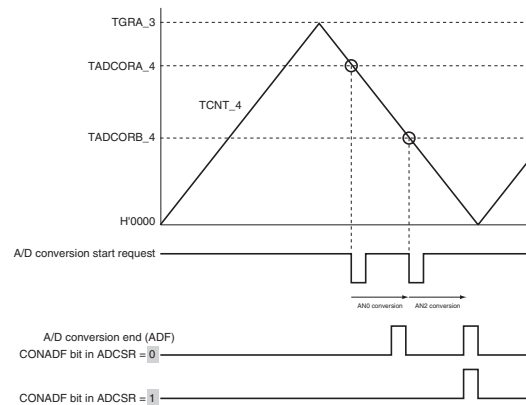 TGRA_3
TADCORA_4
TCNT_4
TADCORB_4
H'0000
A/D conversion start request
AN0 conversion
AN2 conversion
A/D conversion end (ADF)
CONADF bit in ADCSR = 0
CONADF bit in ADCSR = 1